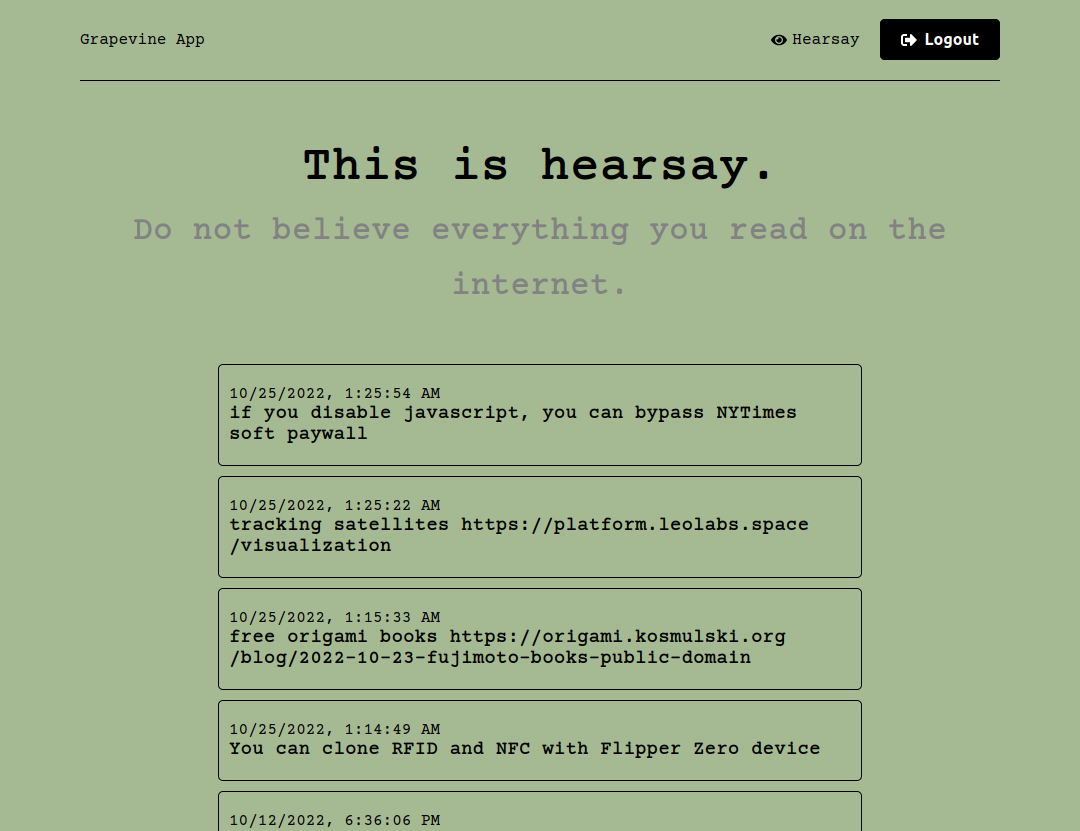 Grapevine App
Hearsay
Logout
This is hearsay.
Do not believe everything you read on the
internet.
10/25/2022, 1:25:54 AM
if you disable javascript, you can bypass NYTimes
soft paywall
10/25/2022, 1:25:22 AM
tracking satellites https://platform.leolabs.space
/visualization
10/25/2022, 1:15:33 AM
free origami books https://origami.kosmulski.org
/blog/2022-10-23-fujimoto-books-public-domain
10/25/2022, 1:14:49 AM
You can clone RFID and NFC with Flipper Zero device
10/12/2022, 6:36:06 PM